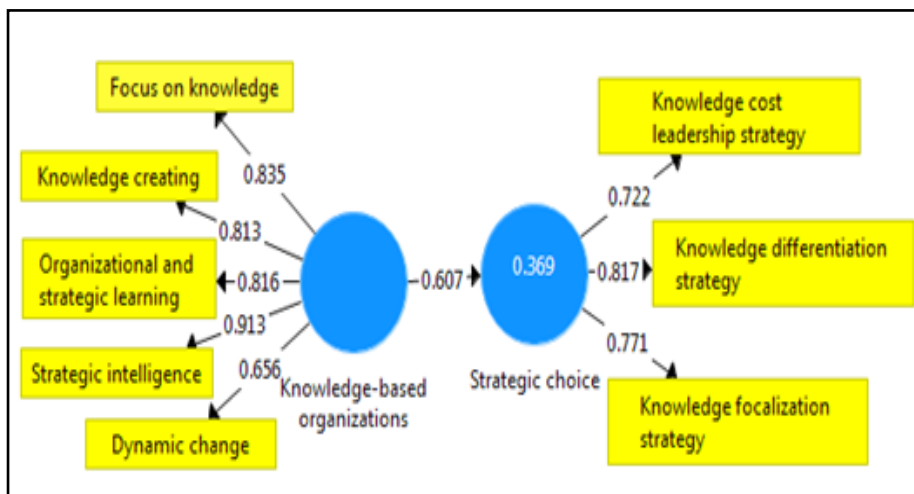 Focus on knowledge
0.835
Knowledge creating
0.813
Organizational and
strategic learning
0.816
Strategic intelligence
0.913
Dynamic change
0.656
Knowledge-based
organizations
0.607
0.369
Strategic choice
Knowledge cost
leadership strategy
0.722
Knowledge differentiation
strategy
0.817
Knowledge focalization
strategy
0.771